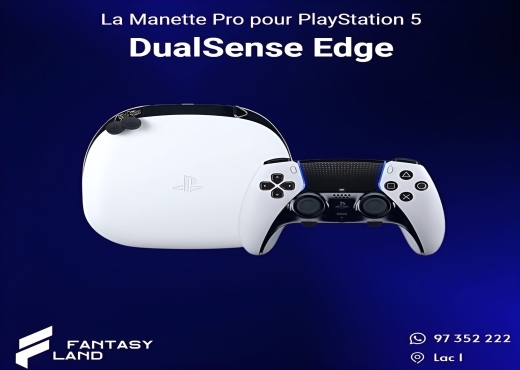 La Manette Pro pour PlayStation 5
DualSense Edge
FANTASY
LAND
97 352 222
Lac 1